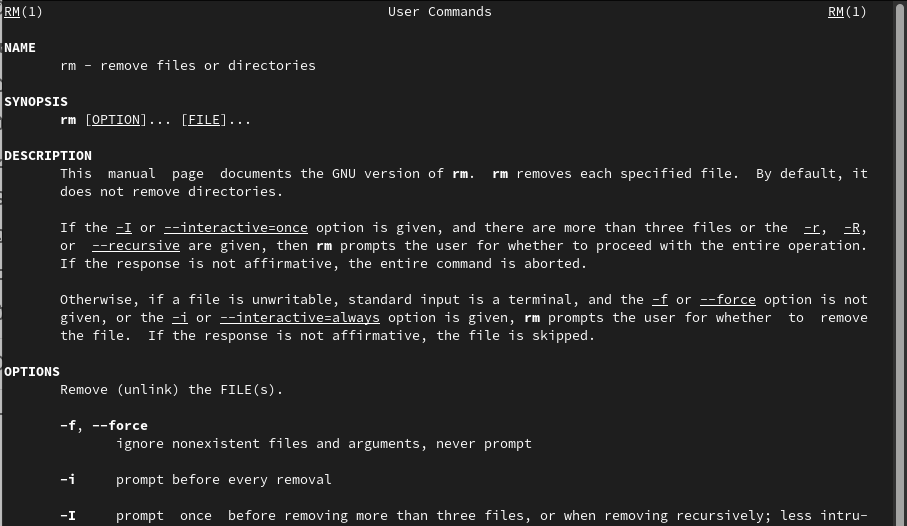 RM(1) User Commands RM(1)
NAME
rm - remove files or directories
SYNOPSIS
rm [OPTION]... [FILE]...
DESCRIPTION
This manual page documents the GNU version of rm. rm removes each specified file. By default, it
does not remove directories.
If the -I or --interactive=once option is given, and there are more than three files or the -r, -R,
or --recursive are given, then rm prompts the user for whether to proceed with the entire operation.
If the response is not affirmative, the entire command is aborted.
Otherwise, if a file is unwritable, standard input is a terminal, and the -f or --force option is not
given, or the -i or --interactive=always option is given, rm prompts the user for whether to remove
the file. If the response is not affirmative, the file is skipped.
OPTIONS
Remove (unlink) the FILE(s).
-f, --force
ignore nonexistent files and arguments, never prompt
-i prompt before every removal
-I prompt once before removing more than three files, or when removing recursively; less intru-